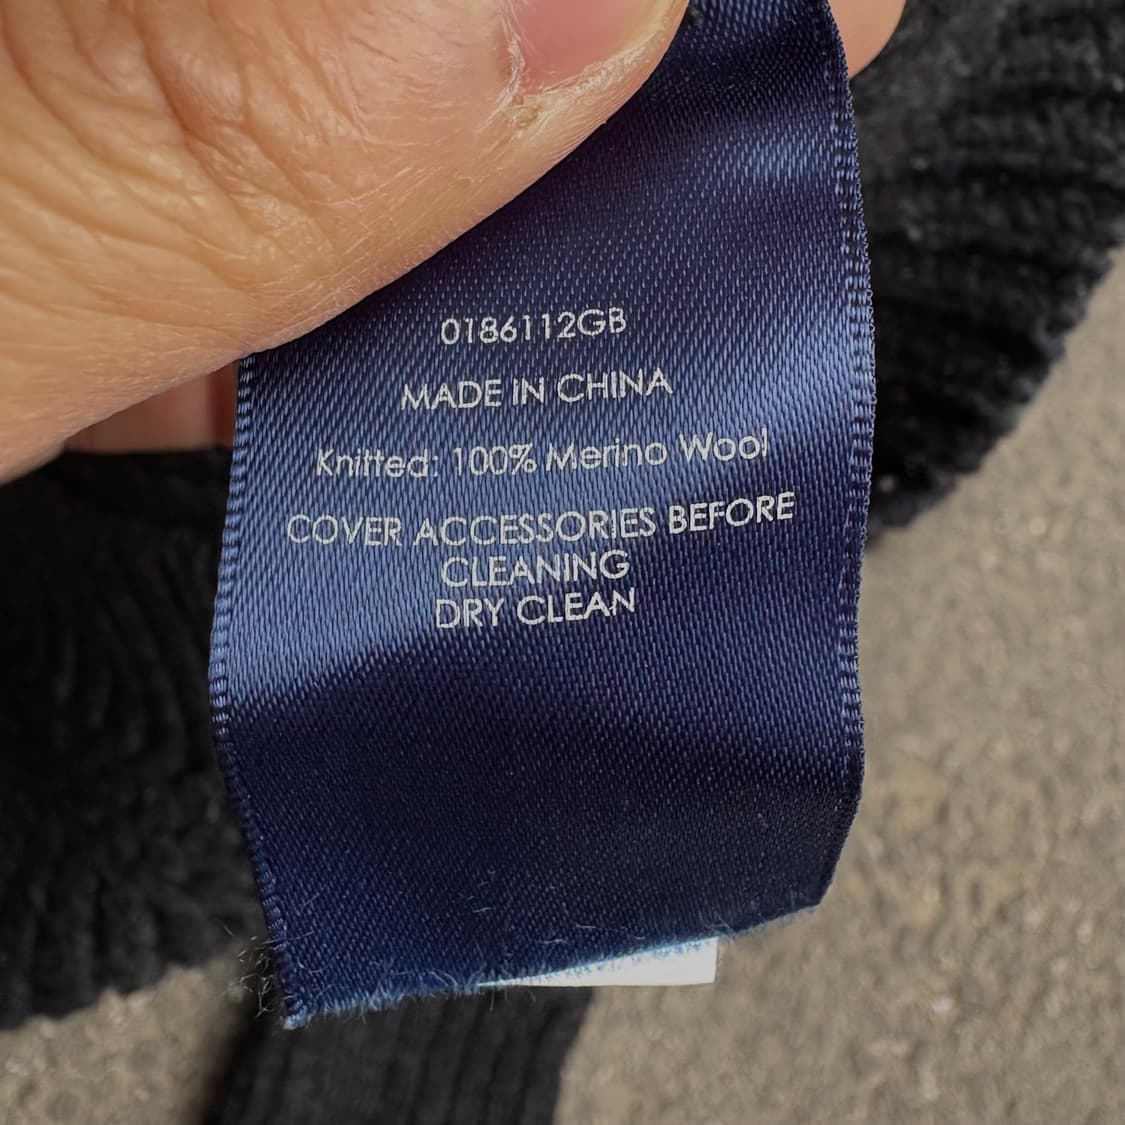 0186112GB
MADE IN CHINA
Knitted: 100% Merino Wool
COVER ACCESSORIES BEFORE
CLEANING
DRY CLEAN